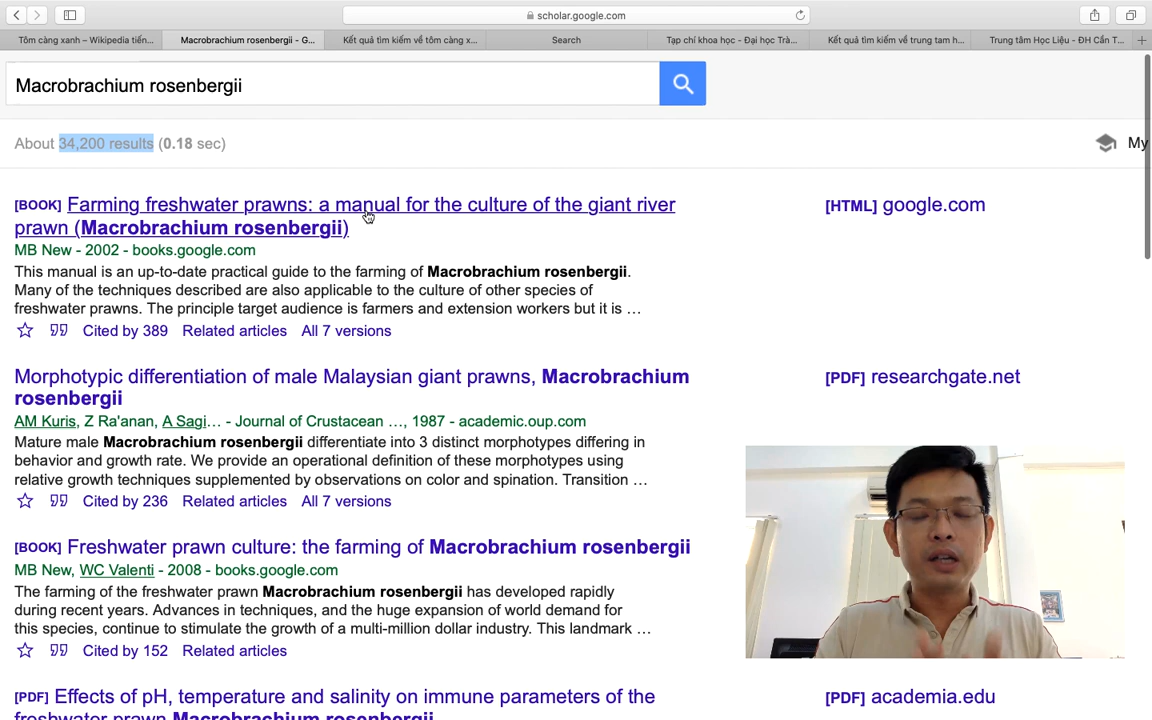 scholar.google.com
Tôm càng xanh – Wikipedia tiến...
Macrobrachium rosenbergii - G...
Kết quả tìm kiếm về tôm càng x...
Search
Tạp chí khoa học - Đại học Trà...
Kết quả tìm kiếm về trung tam h...
Trung tâm Học Liệu - ĐH Cần T...
Macrobrachium rosenbergii
About 34,200 results (0.18 sec)
My
[BOOK] Farming freshwater prawns: a manual for the culture of the giant river
prawn (Macrobrachium rosenbergii)
[HTML] google.com
MB New - 2002 - books.google.com
This manual is an up-to-date practical guide to the farming of Macrobrachium rosenbergii.
Many of the techniques described are also applicable to the culture of other species of
freshwater prawns. The principle target audience is farmers and extension workers but it is …
Cited by 389 Related articles All 7 versions
Morphotypic differentiation of male Malaysian giant prawns, Macrobrachium
rosenbergii
[PDF] researchgate.net
AM Kuris, Z Ra'anan, A Sagi… - Journal of Crustacean …, 1987 - academic.oup.com
Mature male Macrobrachium rosenbergii differentiate into 3 distinct morphotypes differing in
behavior and growth rate. We provide an operational definition of these morphotypes using
relative growth techniques supplemented by observations on color and spination. Transition …
Cited by 236 Related articles All 7 versions
[BOOK] Freshwater prawn culture: the farming of Macrobrachium rosenbergii
MB New, WC Valenti - 2008 - books.google.com
The farming of the freshwater prawn Macrobrachium rosenbergii has developed rapidly
during recent years. Advances in techniques, and the huge expansion of world demand for
this species, continue to stimulate the growth of a multi-million dollar industry. This landmark …
Cited by 152 Related articles
[PDF] Effects of pH, temperature and salinity on immune parameters of the
freshwater prawn Macrobrachium rosenbergii
[PDF] academia.edu